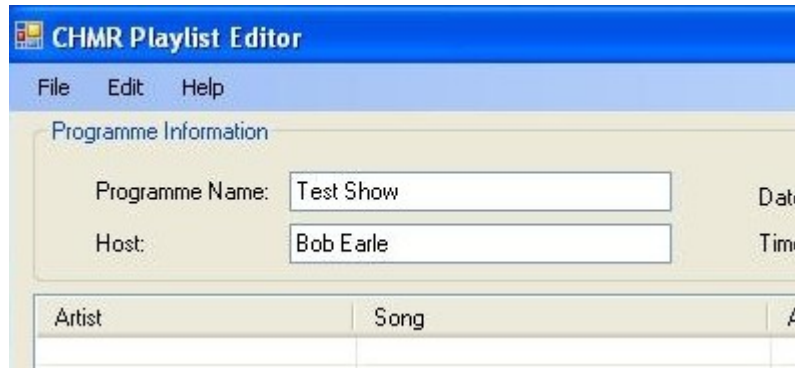 CHMR Playlist Editor
File Edit Help
Programme Information
Programme Name: Test Show
Host: Bob Earle
Artist Song